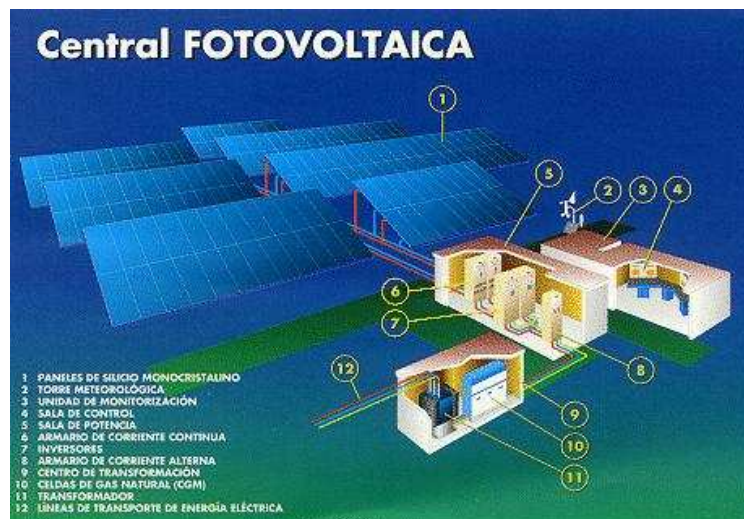 Central FOTOVOLTAICA
1
5
2
3
4
6
7
8
12
9
10
11
1 PANELES DE SILICIO MONOCRISTALINO
2 TORRE METEOROLÓGICA
3 UNIDAD DE MONITORIZACIÓN
4 SALA DE CONTROL
5 SALA DE POTENCIA
6 ARMARIO DE CORRIENTE CONTINUA
7 INVERSORES
8 ARMARIO DE CORRIENTE ALTERNA
9 CENTRO DE TRANSFORMACIÓN
10 CELDAS DE GAS NATURAL (CGM)
11 TRANSFORMADOR
12 LÍNEAS DE TRANSPORTE DE ENERGÍA ELÉCTRICA